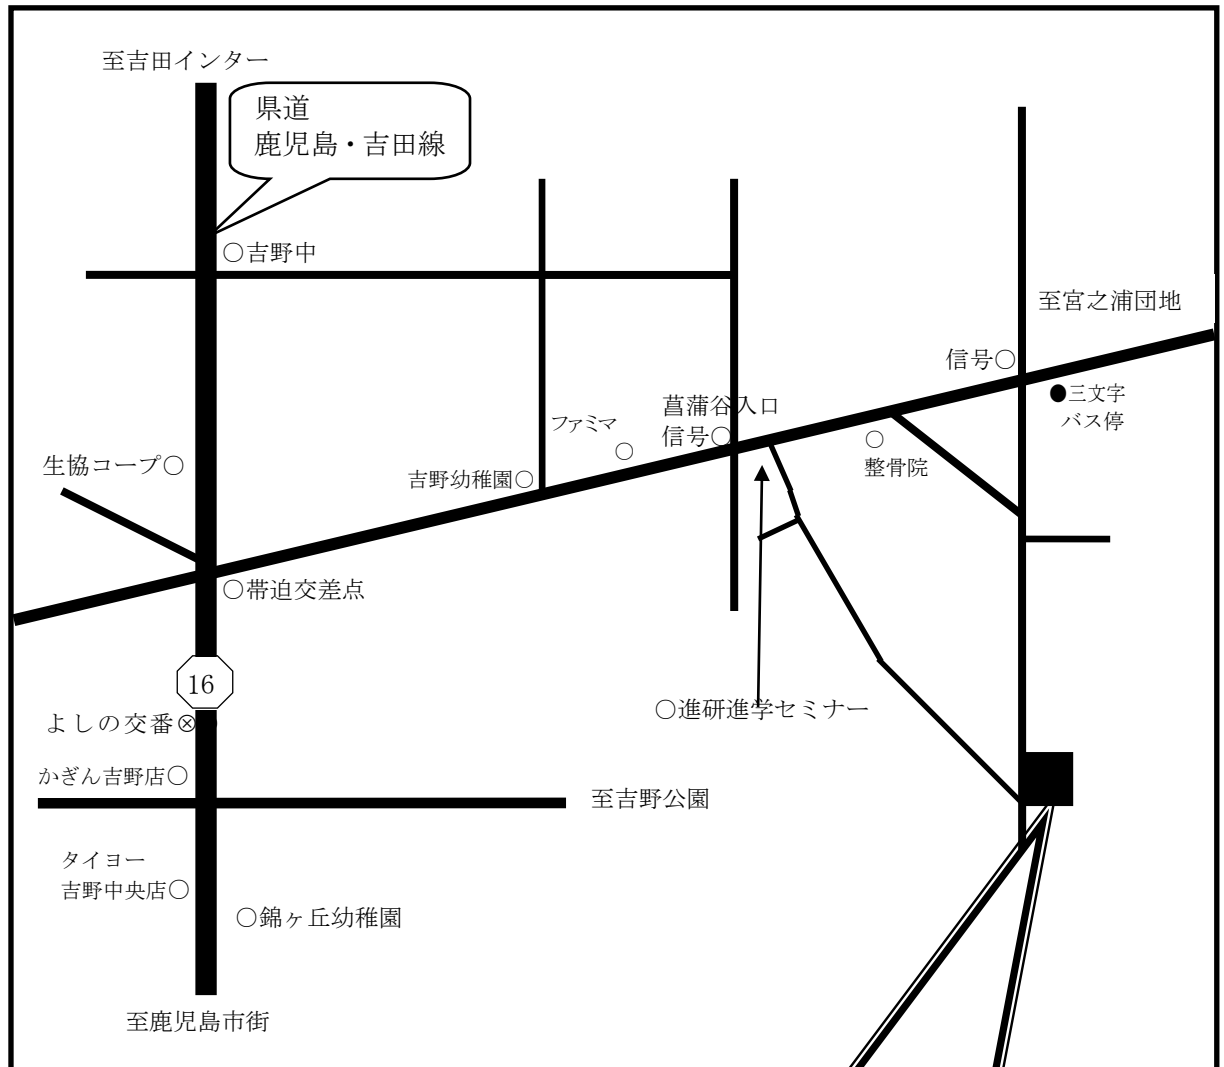 至吉田インター
県道
鹿児島・吉田線
○吉野中
至宮之浦団地
信号○
●三文字
バス停
菖蒲谷入口
信号○
ファミマ
○
○
整骨院
生協コープ○
吉野幼稚園○
○帯迫交差点
16
○進研進学セミナー
よしの交番⊗
かぎん吉野店○
至吉野公園
タイヨー
吉野中央店○
○錦ヶ丘幼稚園
至鹿児島市街